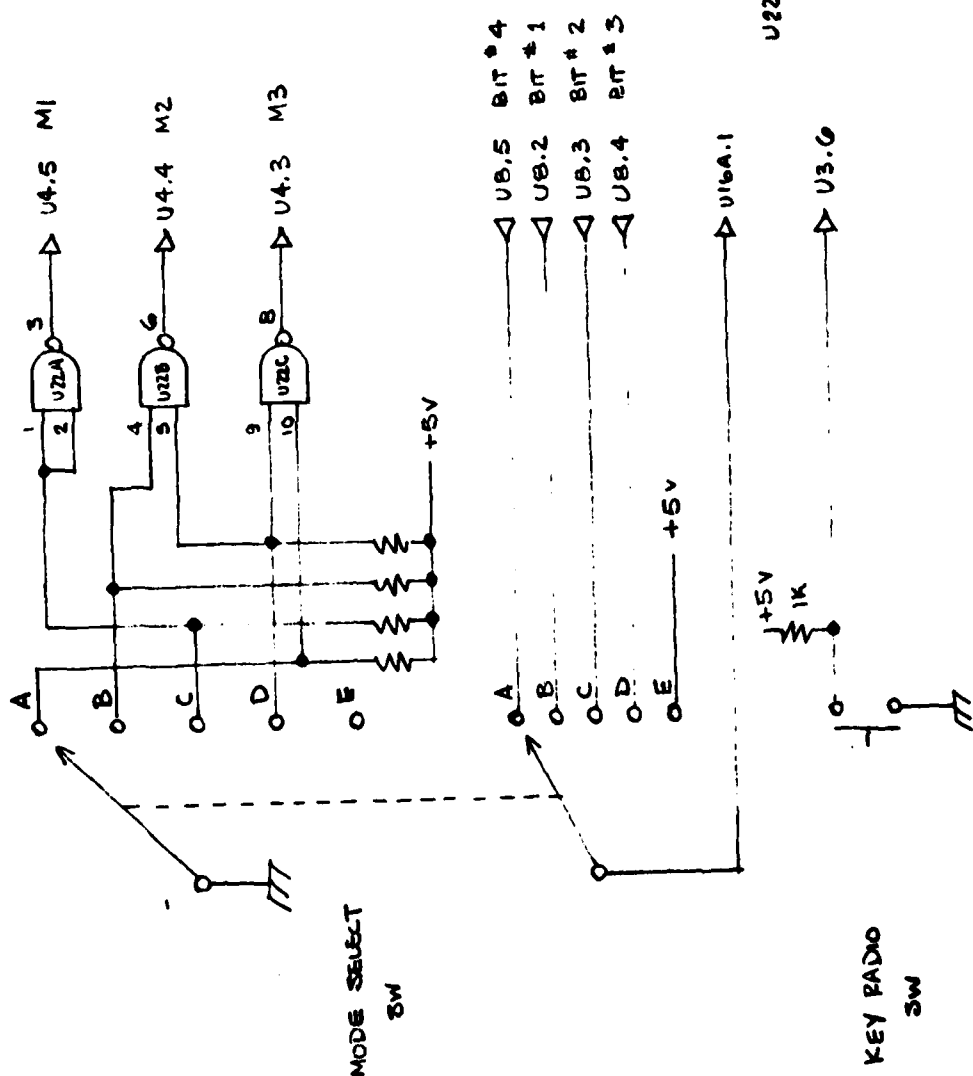 MODE SELECT
SW
A
B
C
D
E
1
2
3
U22A
U4.5 M1
4
5
6
U22B
U4.4 M2
9
10
8
U22C
U4.3 M3
+5V
A
B
C
D
E
+5V
U8.5 BIT #4
U8.2 BIT #1
U8.3 BIT #2
U8.4 BIT #3
U16A.1
KEY RADIO
SW
+5V
1K
U3.6
U22